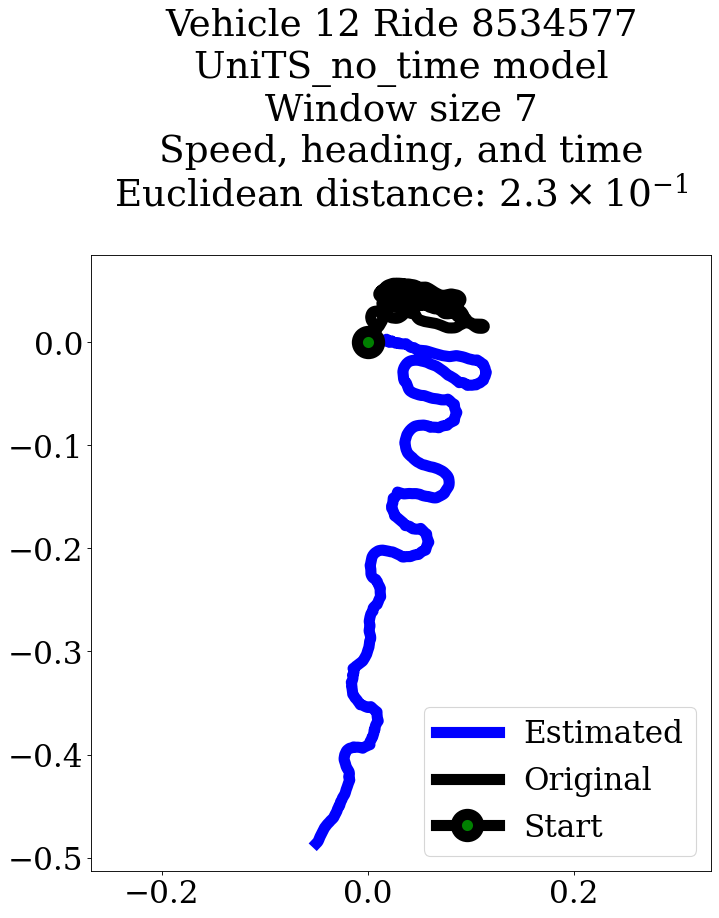 Vehicle 12 Ride 8534577
UniTS_no_time model
Window size 7
Speed, heading, and time
Euclidean distance: 2.3 × 10⁻¹
0.0
−0.1
−0.2
−0.3
−0.4
−0.5
−0.2
0.0
0.2
Estimated
Original
Start